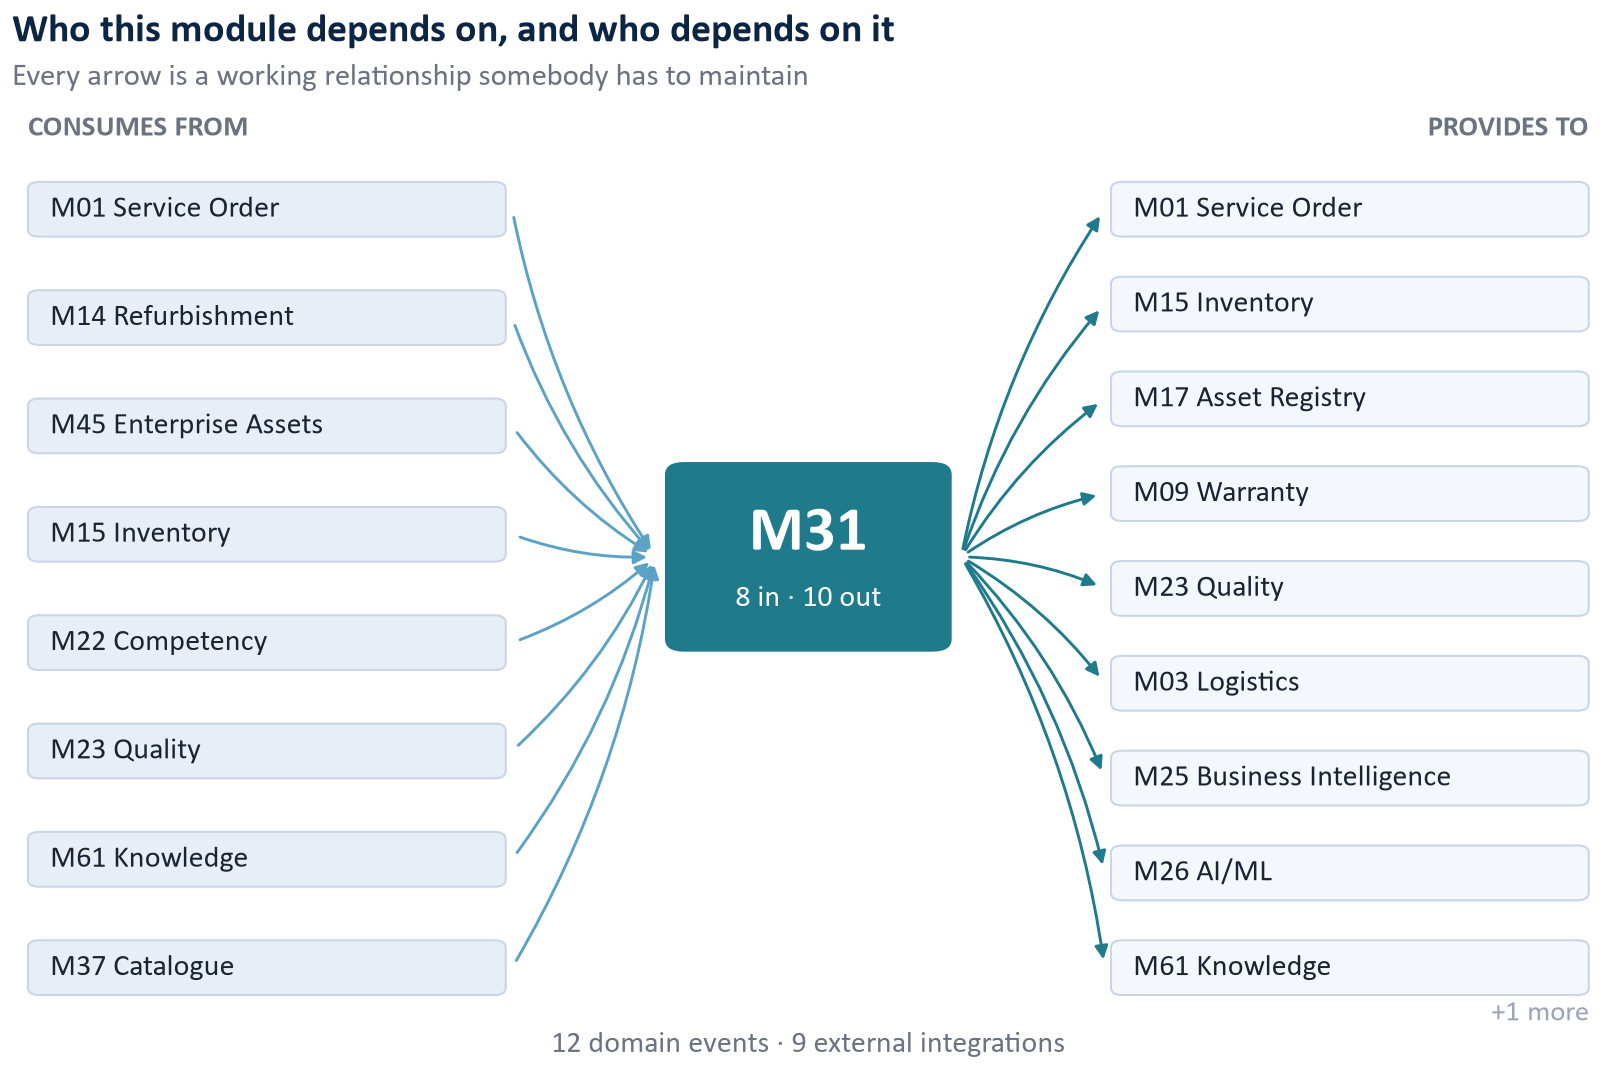 Who this module depends on, and who depends on it
Every arrow is a working relationship somebody has to maintain
CONSUMES FROM
M01 Service Order
M14 Refurbishment
M45 Enterprise Assets
M15 Inventory
M22 Competency
M23 Quality
M61 Knowledge
M37 Catalogue
M31
8 in · 10 out
PROVIDES TO
M01 Service Order
M15 Inventory
M17 Asset Registry
M09 Warranty
M23 Quality
M03 Logistics
M25 Business Intelligence
M26 AI/ML
M61 Knowledge
+1 more
12 domain events · 9 external integrations